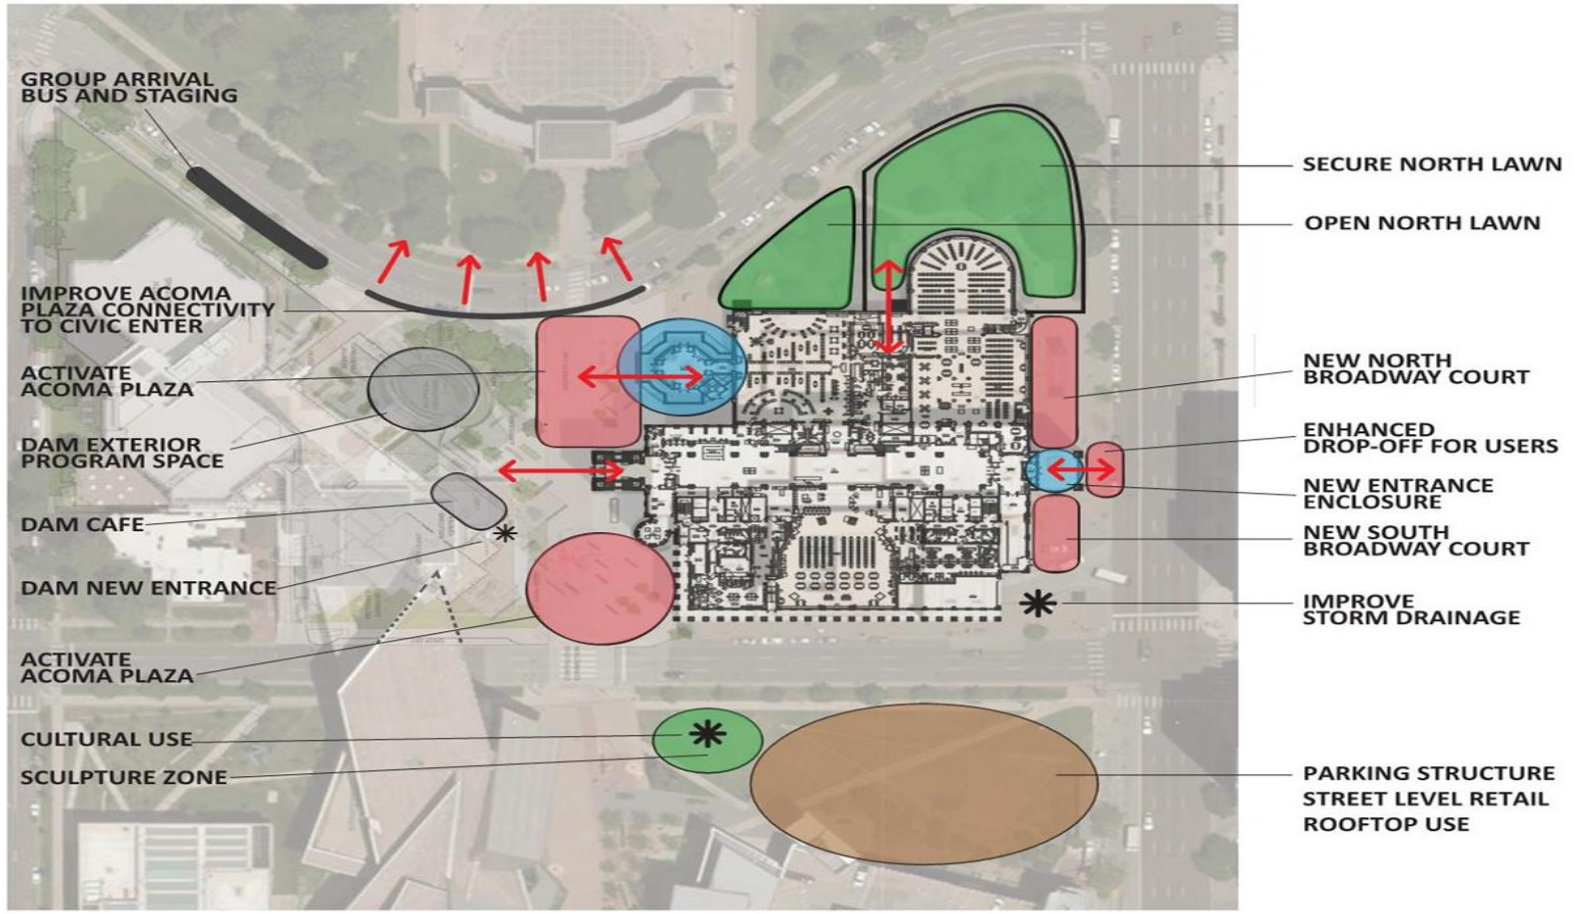 GROUP ARRIVAL
BUS AND STAGING
IMPROVE ACOMA
PLAZA CONNECTIVITY
TO CIVIC ENTER
ACTIVATE
ACOMA PLAZA
DAM EXTERIOR
PROGRAM SPACE
DAM CAFE
DAM NEW ENTRANCE
ACTIVATE
ACOMA PLAZA
CULTURAL USE
SCULPTURE ZONE
SECURE NORTH LAWN
OPEN NORTH LAWN
NEW NORTH
BROADWAY COURT
ENHANCED
DROP-OFF FOR USERS
NEW ENTRANCE
ENCLOSURE
NEW SOUTH
BROADWAY COURT
IMPROVE
STORM DRAINAGE
PARKING STRUCTURE
STREET LEVEL RETAIL
ROOFTOP USE